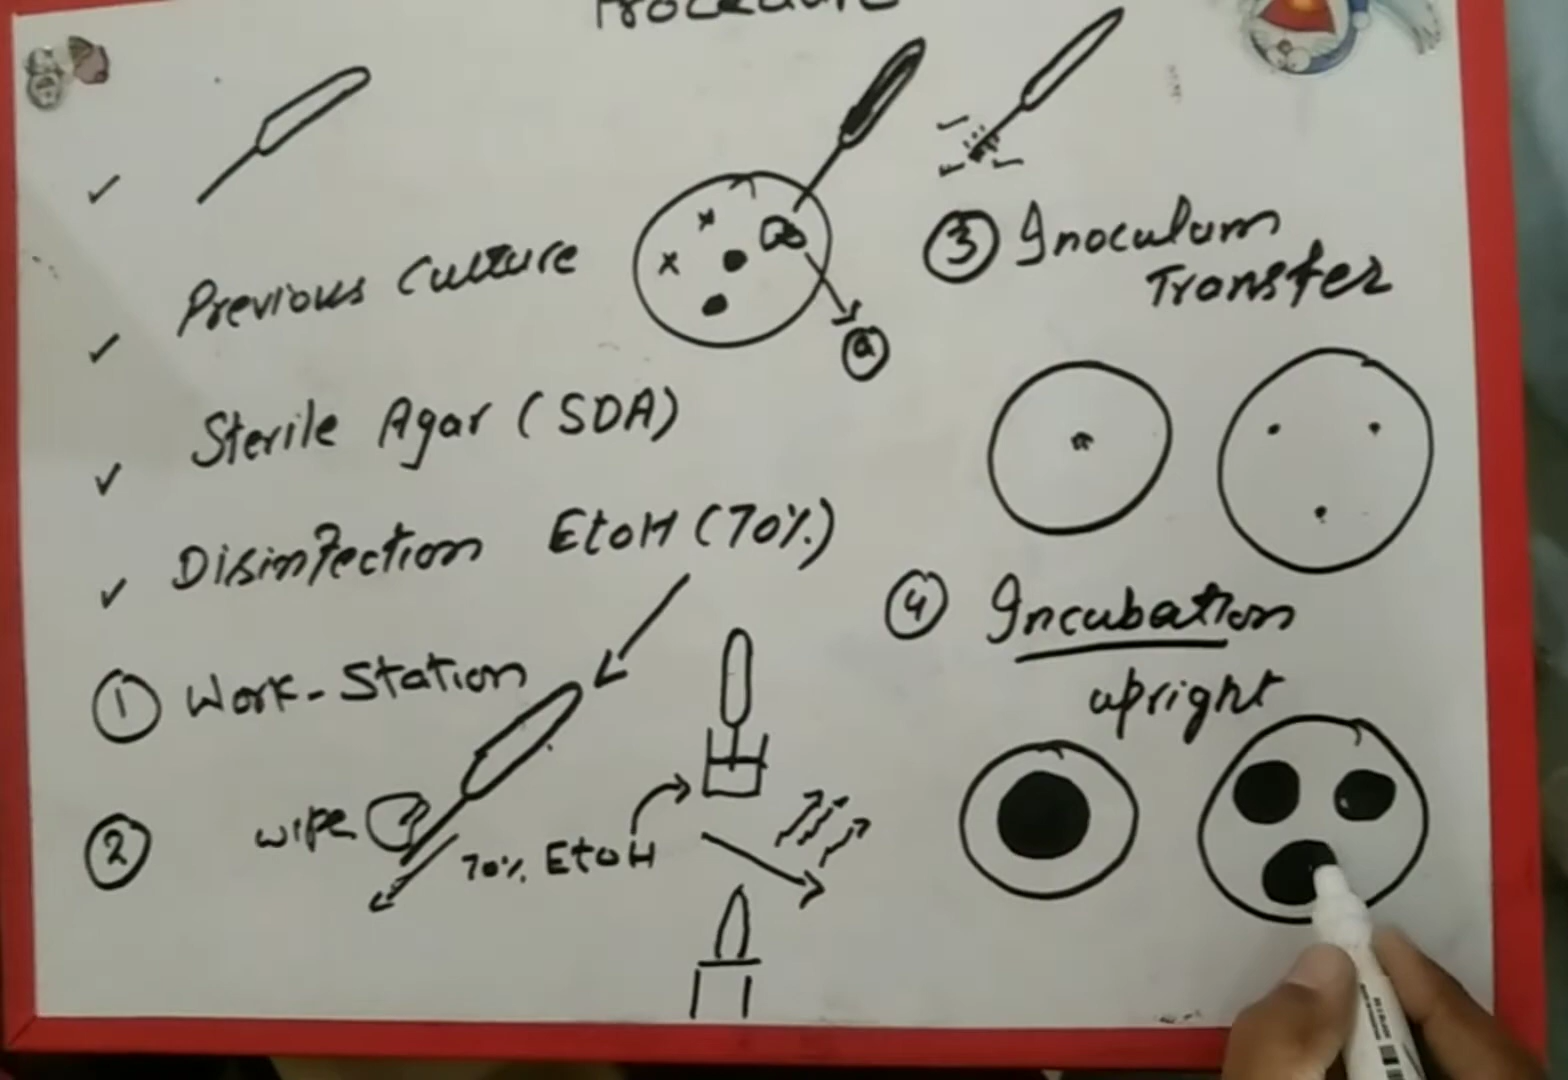 Procedure
Previous Culture
Sterile Agar (SDA)
Disinfection EtoH (70%)
① Work-Station
②
wipe
70% EtoH
a
③ Inoculum
Transfer
④ Incubation
upright